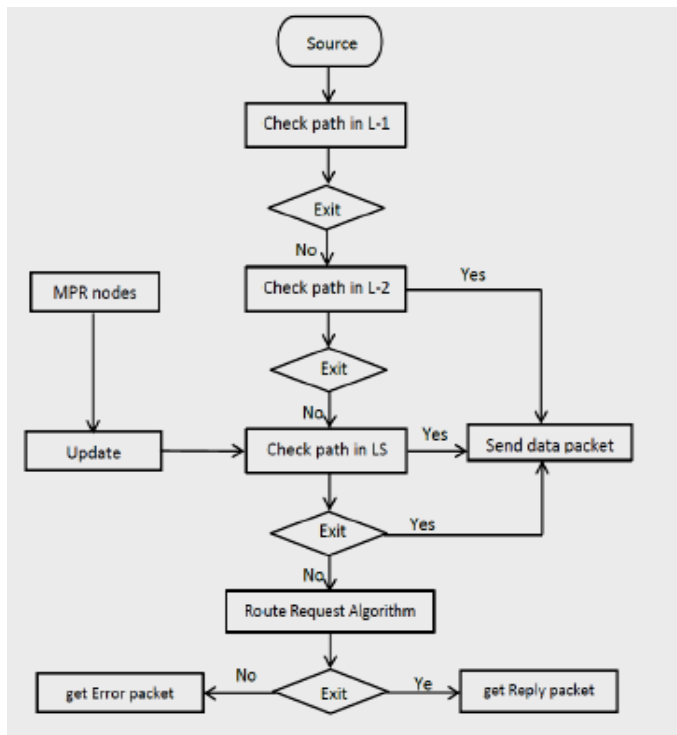 Source
Check path in L-1
Exit
No
Check path in L-2
Yes
MPR nodes
Exit
No
Update
Check path in LS
Yes
Send data packet
Exit
Yes
No
Route Request Algorithm
No
Exit
Ye
get Error packet
get Reply packet